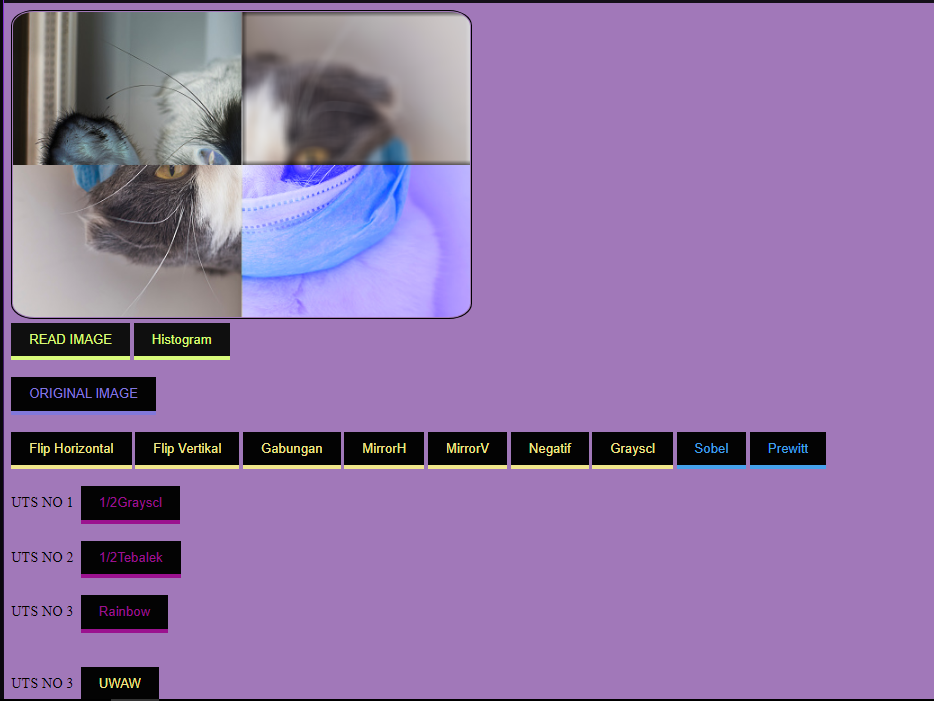 READ IMAGE Histogram
ORIGINAL IMAGE
Flip Horizontal Flip Vertikal Gabungan MirrorH MirrorV Negatif Grayscl Sobel Prewitt
UTS NO 1 1/2Grayscl
UTS NO 2 1/2Tebalek
UTS NO 3 Rainbow
UTS NO 3 UWAW